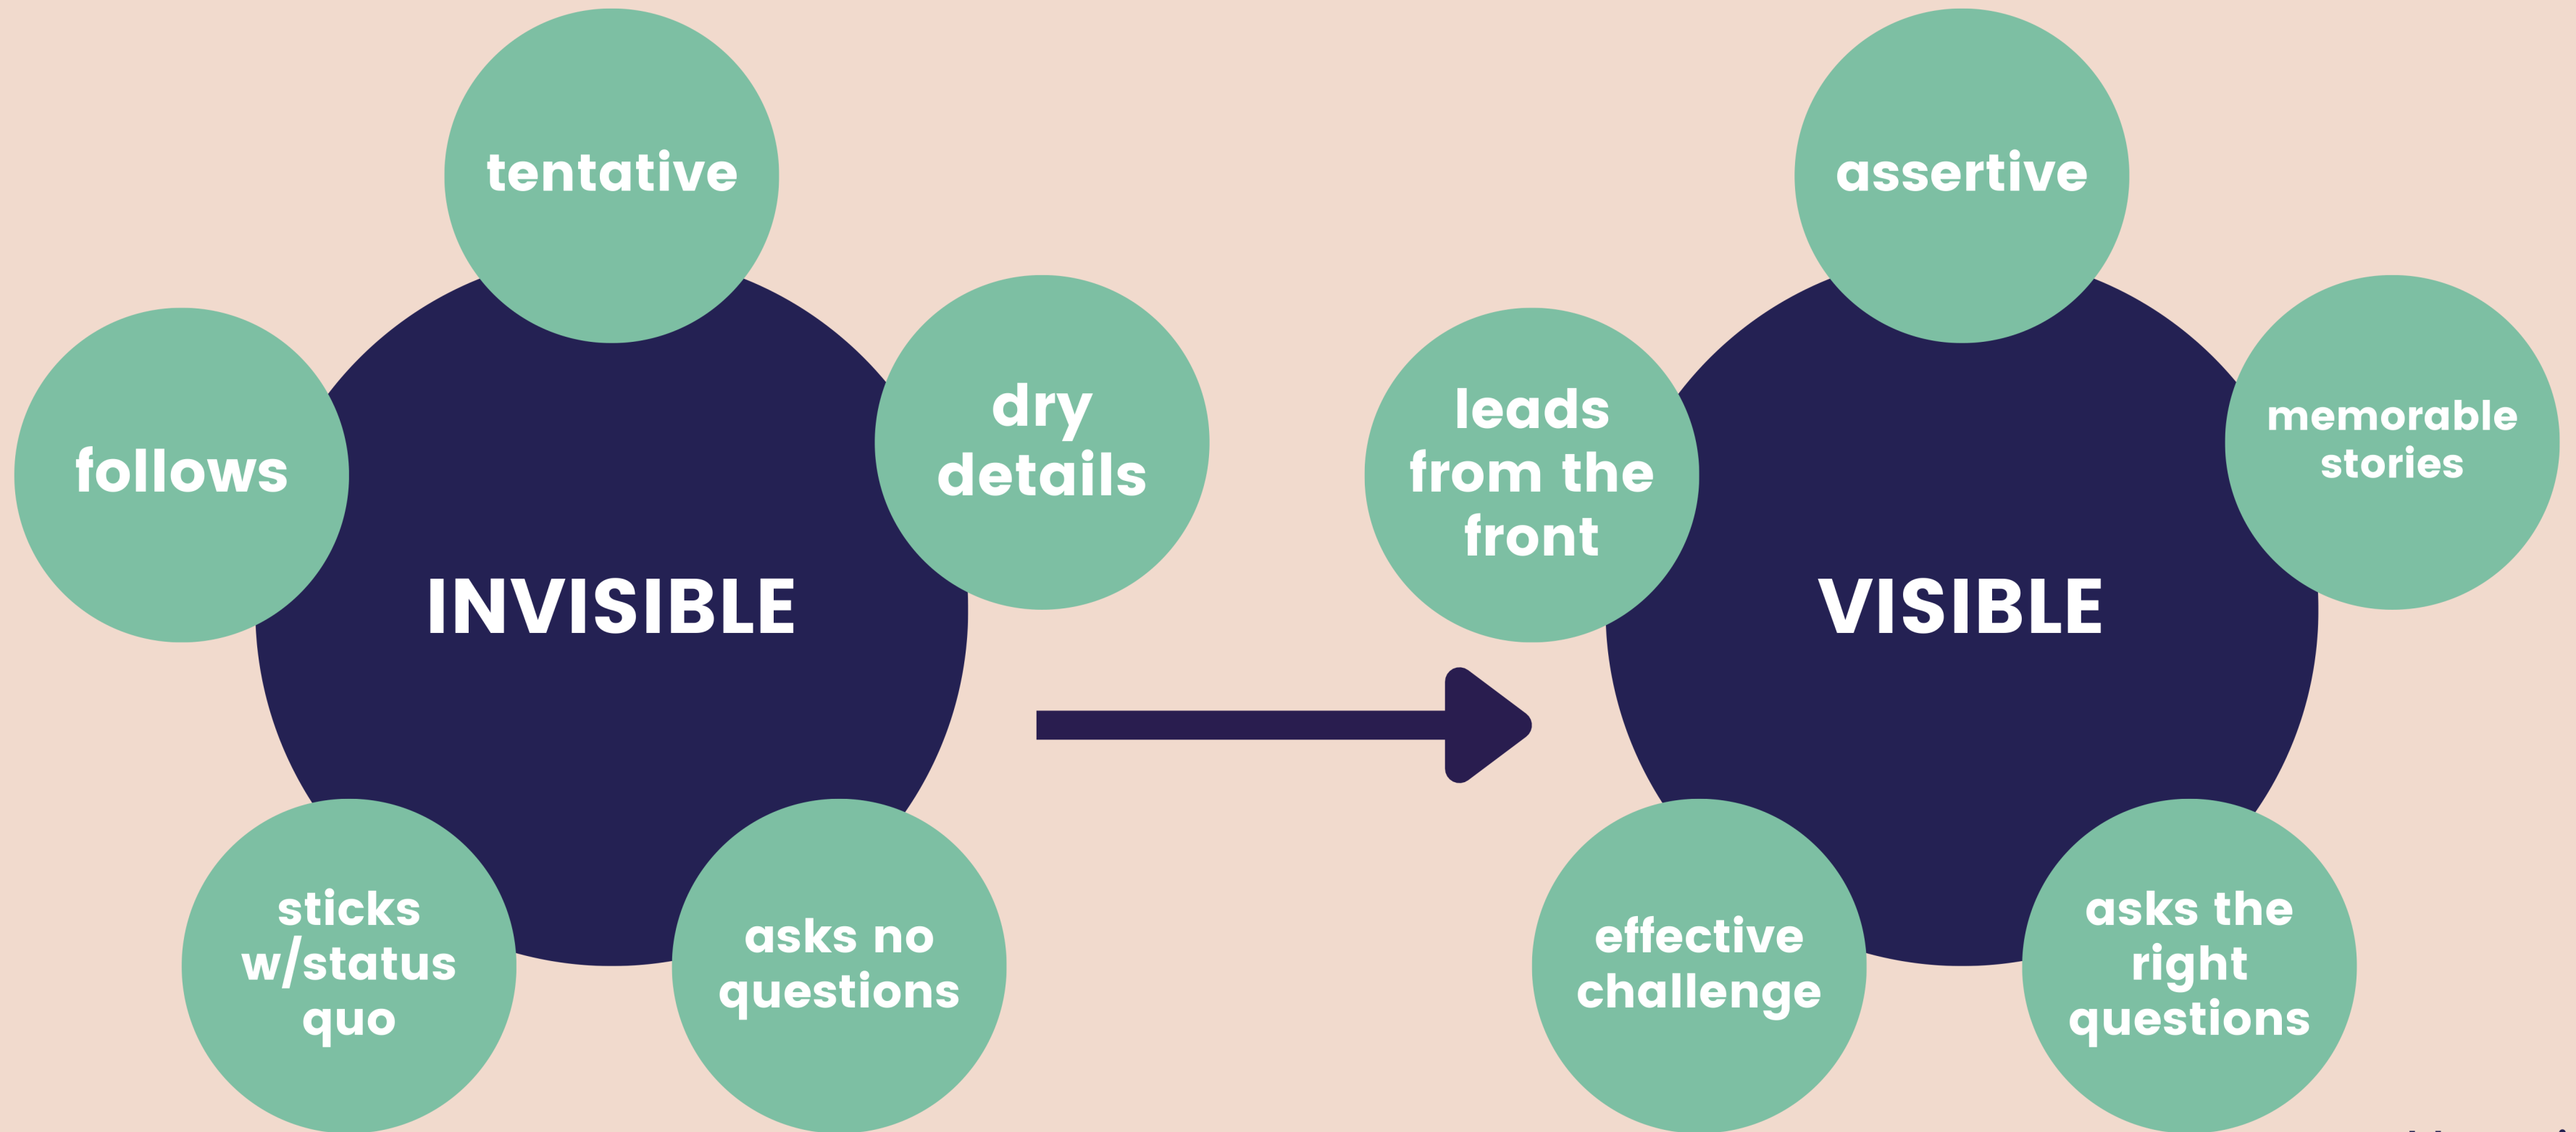 tentative
follows
dry
details
INVISIBLE
sticks
w/status
quo
asks no
questions
assertive
leads
from the
front
memorable
stories
VISIBLE
effective
challenge
asks the
right
questions